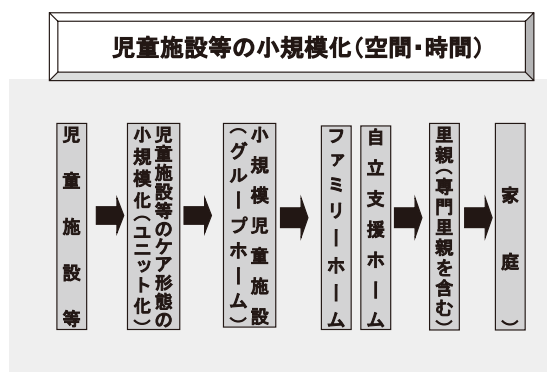 児童施設等の小規模化（空間・時間）
児童施設等
児童施設等のケア形態の
小規模化（ユニット化）
小規模児童施設
（グループホーム）
ファミリーホーム
自立支援ホーム
里親（専門里親を含む）
家庭）